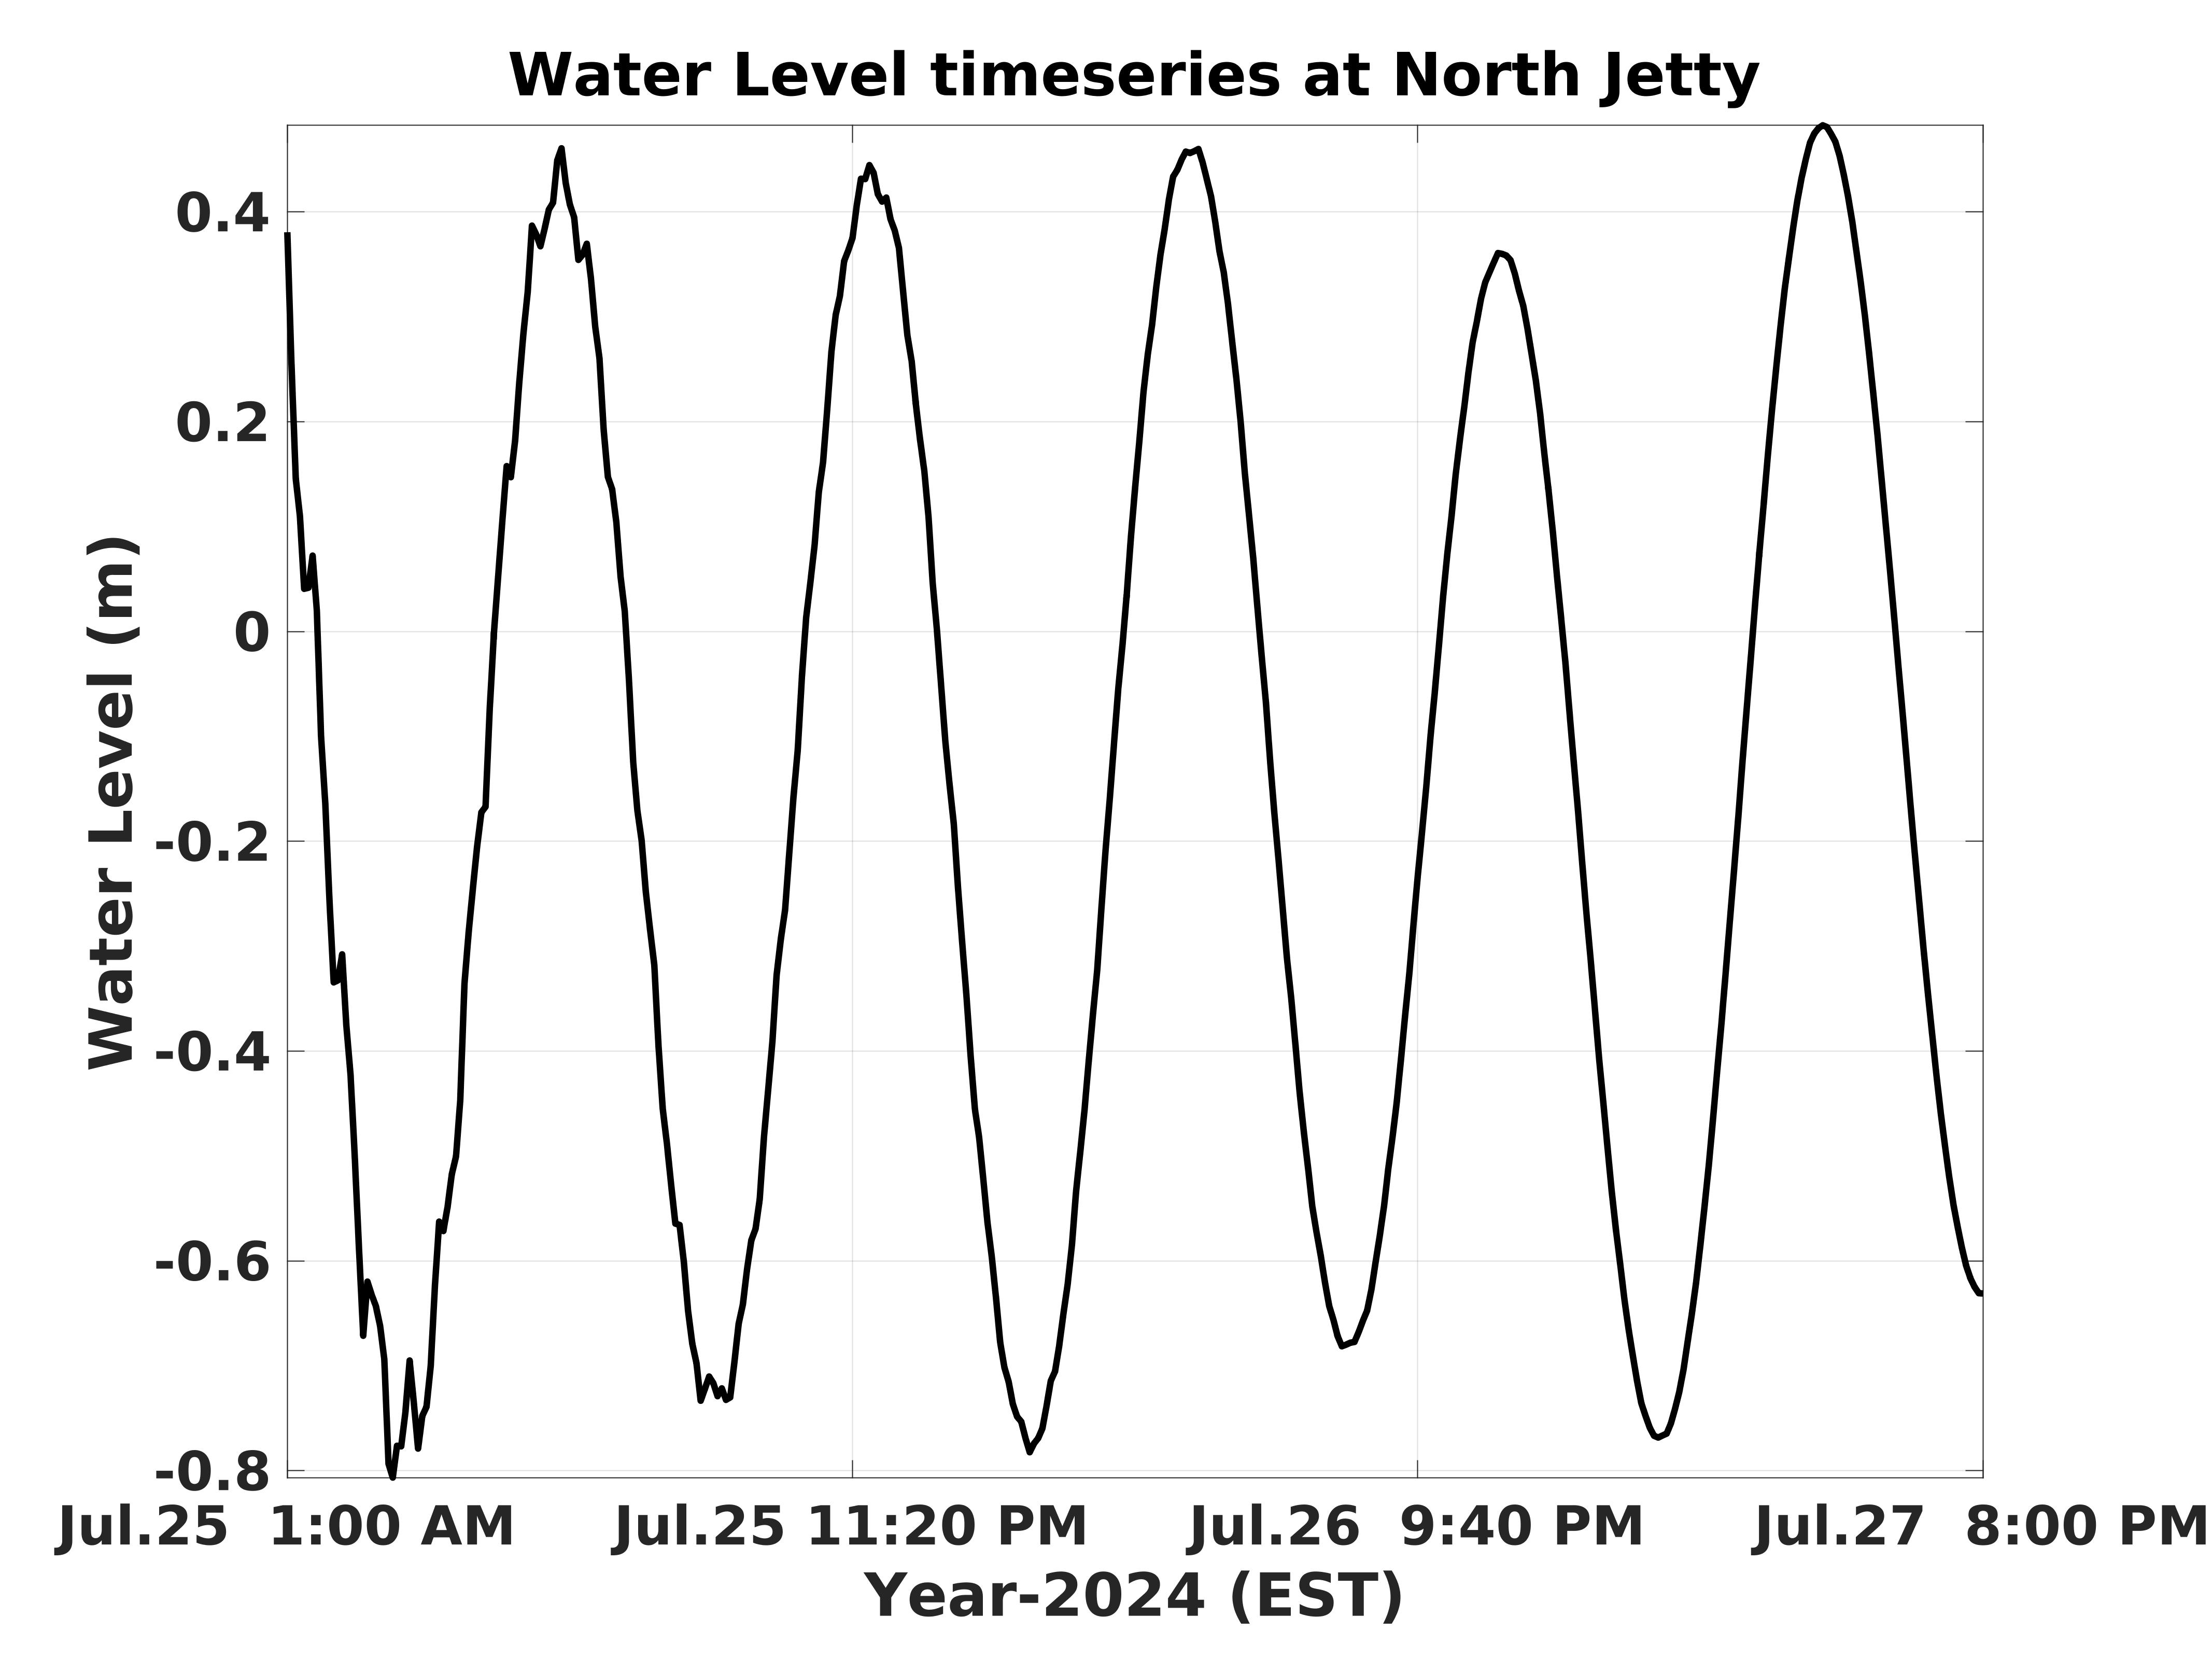 Water Level timeseries at North Jetty
Water Level (m)
0.4
0.2
0
-0.2
-0.4
-0.6
-0.8
Jul.25 1:00 AM
Jul.25 11:20 PM
Jul.26 9:40 PM
Jul.27 8:00 PM
Year-2024 (EST)